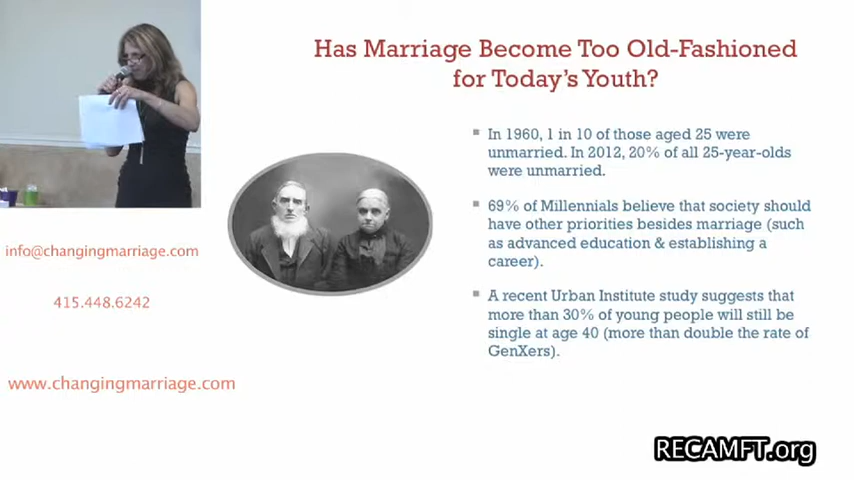 Has Marriage Become Too Old-Fashioned
for Today's Youth?
In 1960, 1 in 10 of those aged 25 were
unmarried. In 2012, 20% of all 25-year-olds
were unmarried.
69% of Millennials believe that society should
have other priorities besides marriage (such
as advanced education & establishing a
career).
A recent Urban Institute study suggests that
more than 30% of young people will still be
single at age 40 (more than double the rate of
GenXers).
info@changingmarriage.com
415.448.6242
www.changingmarriage.com
RECAMFT.org